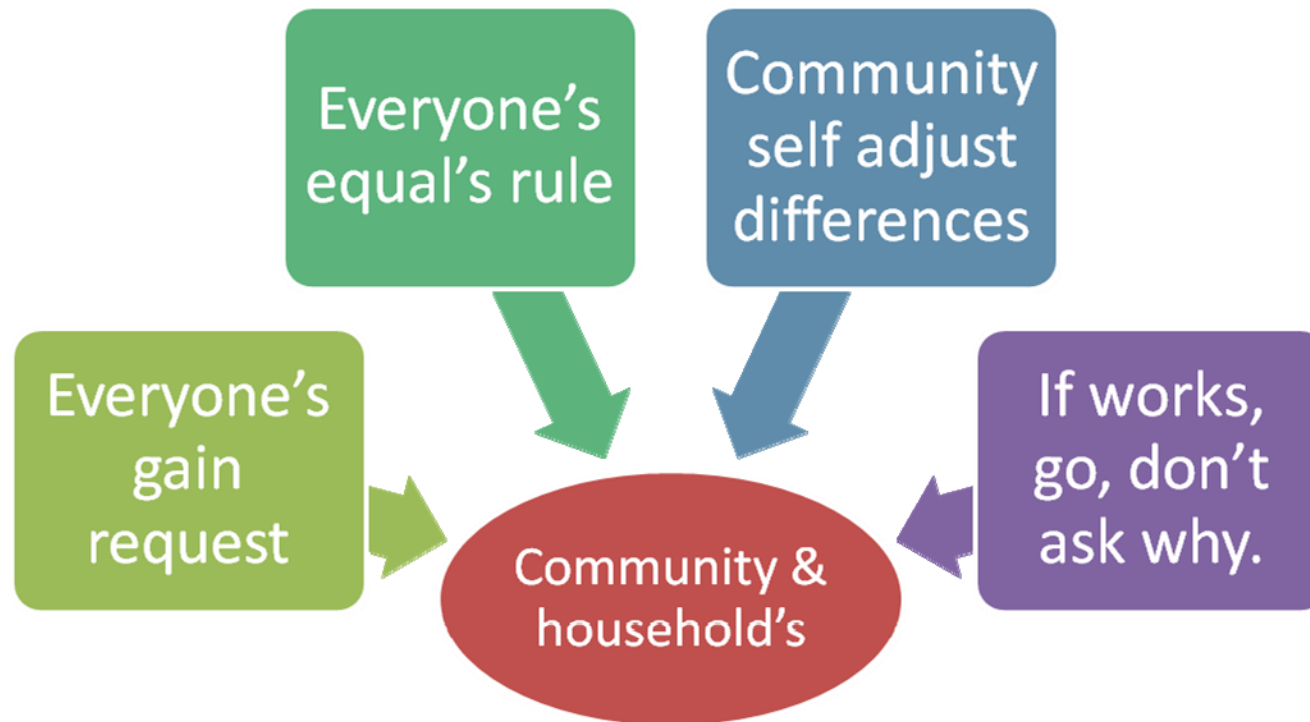 Everyone's
equal's rule
Community
self adjust
differences
Everyone's
gain
request
If works,
go, don't
ask why.
Community &
household's